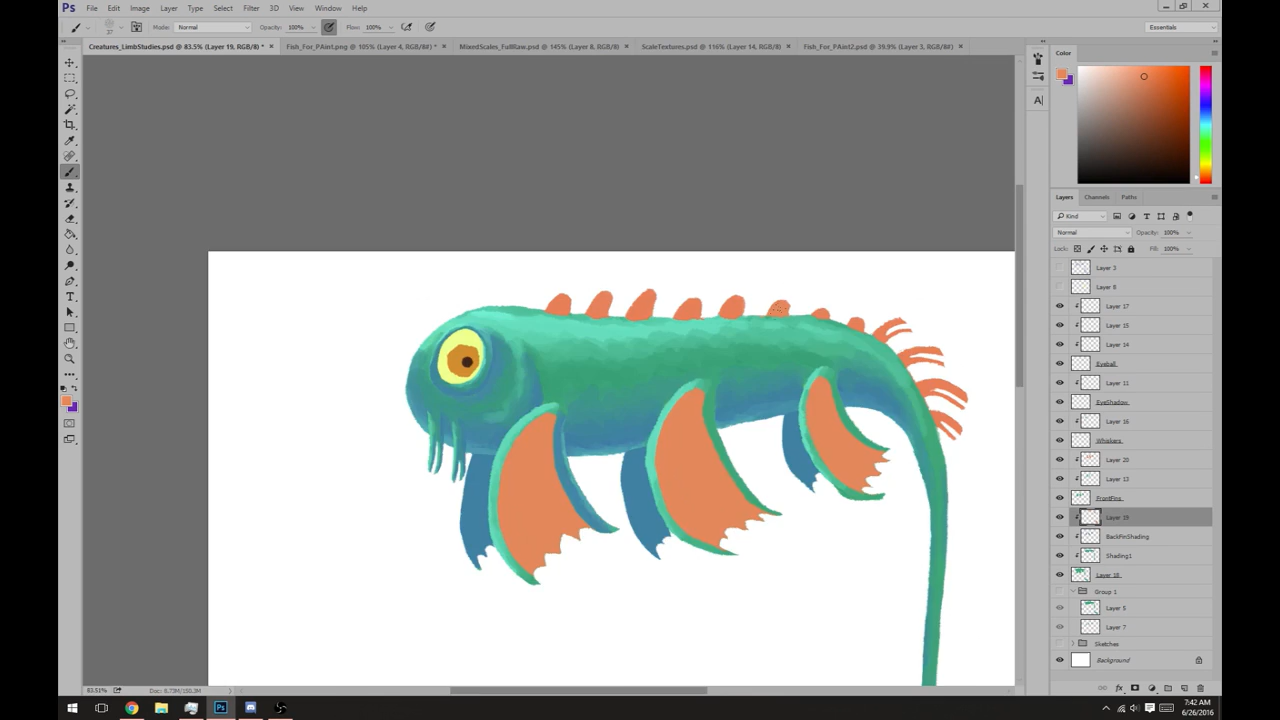 Ps File Edit Image Layer Type Select Filter 3D View Window Help
Mode: Normal Opacity: 100% Flow: 100% Essentials
Creatures_LimbStudies.psd @ 83.5% (Layer 19, RGB/8) * Fish_For_PAint.png @ 105% (Layer 4, RGB/8#) * MixedScales_FullRaw.psd @ 145% (Layer 8, RGB/8) ScaleTextures.psd @ 116% (Layer 14, RGB/8) Fish_For_PAint2.psd @ 39.9% (Layer 3, RGB/8#)
Color
Layers Channels Paths
Kind
Normal Opacity: 100%
Lock: Fill: 100%
Layer 3
Layer 8
Layer 17
Layer 15
Layer 14
Eyeball
Layer 11
EyeShadow
Layer 16
Whiskers
Layer 20
Layer 13
FrontFins
Layer 19
BackFinShading
Shading1
Layer 18
Group 1
Layer 5
Layer 7
Sketches
Background
83.51% Doc: 6.73M/150.3M
7:42 AM
6/26/2016